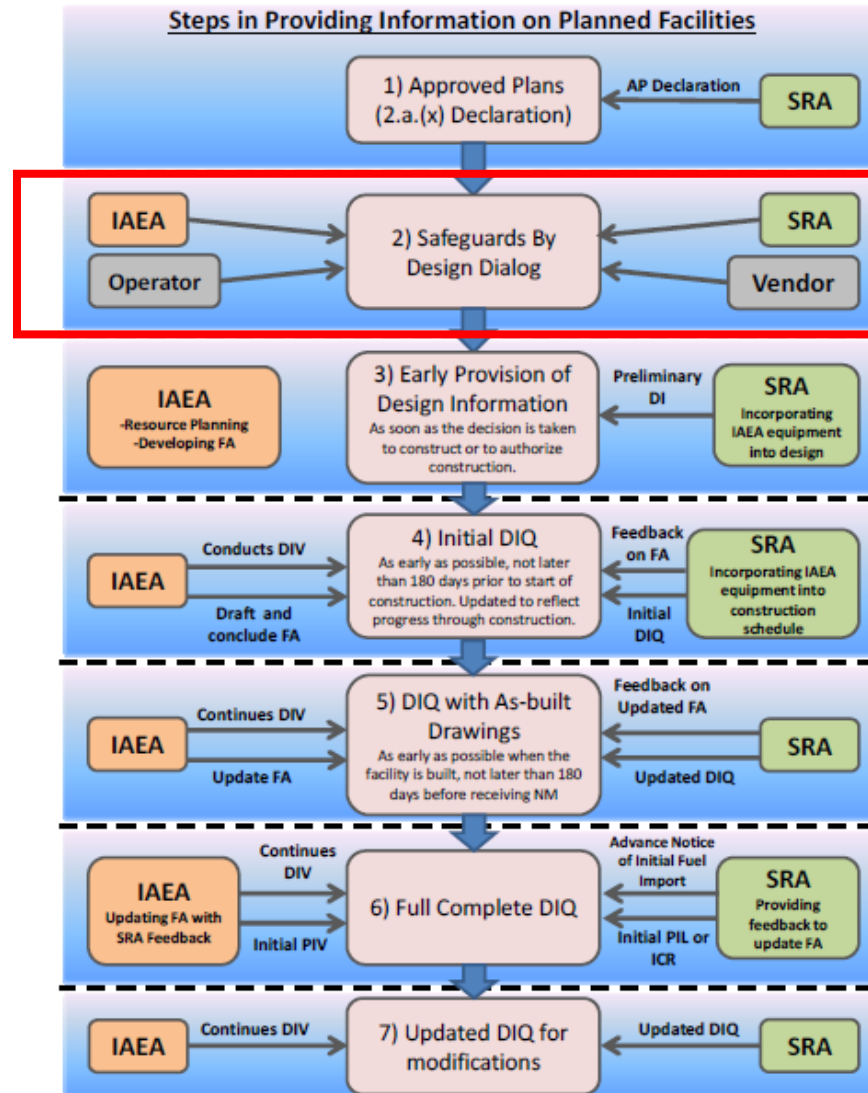 Steps in Providing Information on Planned Facilities
1) Approved Plans
(2.a.(x) Declaration)
AP Declaration
SRA
IAEA
Operator
2) Safeguards By
Design Dialog
SRA
Vendor
IAEA
-Resource Planning
-Developing FA
3) Early Provision of
Design Information
As soon as the decision is taken
to construct or to authorize
construction.
Preliminary
DI
SRA
Incorporating
IAEA equipment
into design
IAEA
Conducts DIV
Draft and
conclude FA
4) Initial DIQ
As early as possible, not later
than 180 days prior to start of
construction. Updated to reflect
progress through construction.
Feedback
on FA
Initial
DIQ
SRA
Incorporating IAEA
equipment into
construction
schedule
IAEA
Continues DIV
Update FA
5) DIQ with As-built
Drawings
As early as possible when the
facility is built, not later than 180
days before receiving NM
Feedback on
Updated FA
Updated DIQ
SRA
IAEA
Updating FA with
SRA Feedback
Continues
DIV
Initial PIV
6) Full Complete DIQ
Advance Notice
of Initial Fuel
Import
Initial PIL or
ICR
SRA
Providing
feedback to
update FA
IAEA
Continues DIV
7) Updated DIQ for
modifications
Updated DIQ
SRA